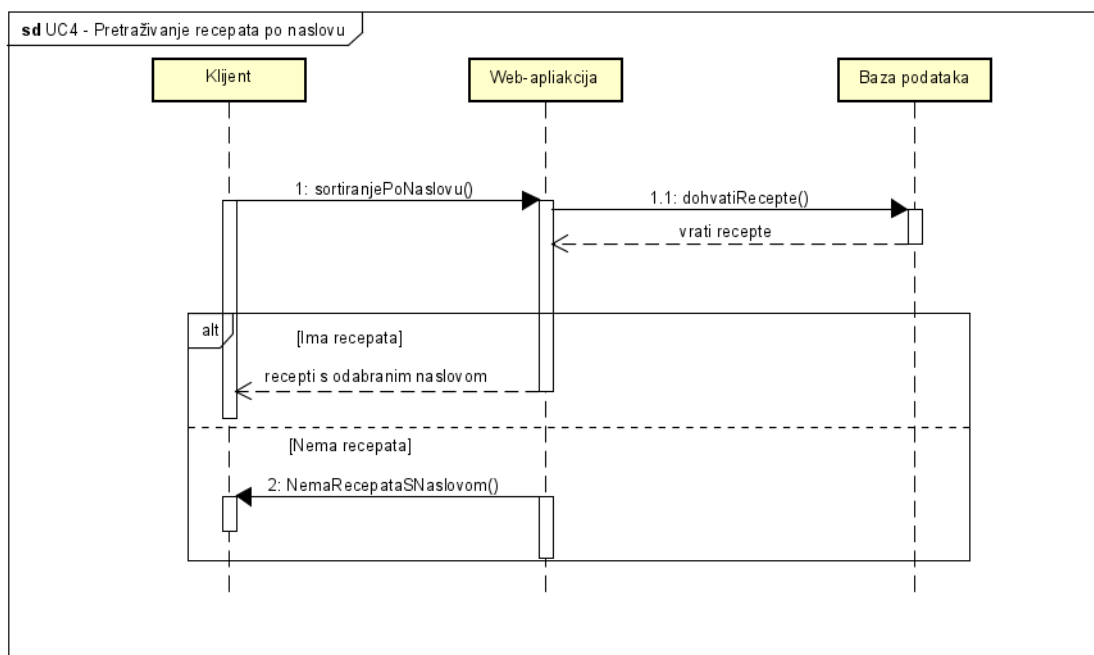 sd UC4 - Pretraživanje recepata po naslovu
Klijent
Web-apliakcija
Baza podataka
1: sortiranjePoNaslovu()
1.1: dohvatiRecepte()
vrati recepte
alt
[Ima recepata]
recepti s odabranim naslovom
[Nema recepata]
2: NemaRecepataSNaslovom()